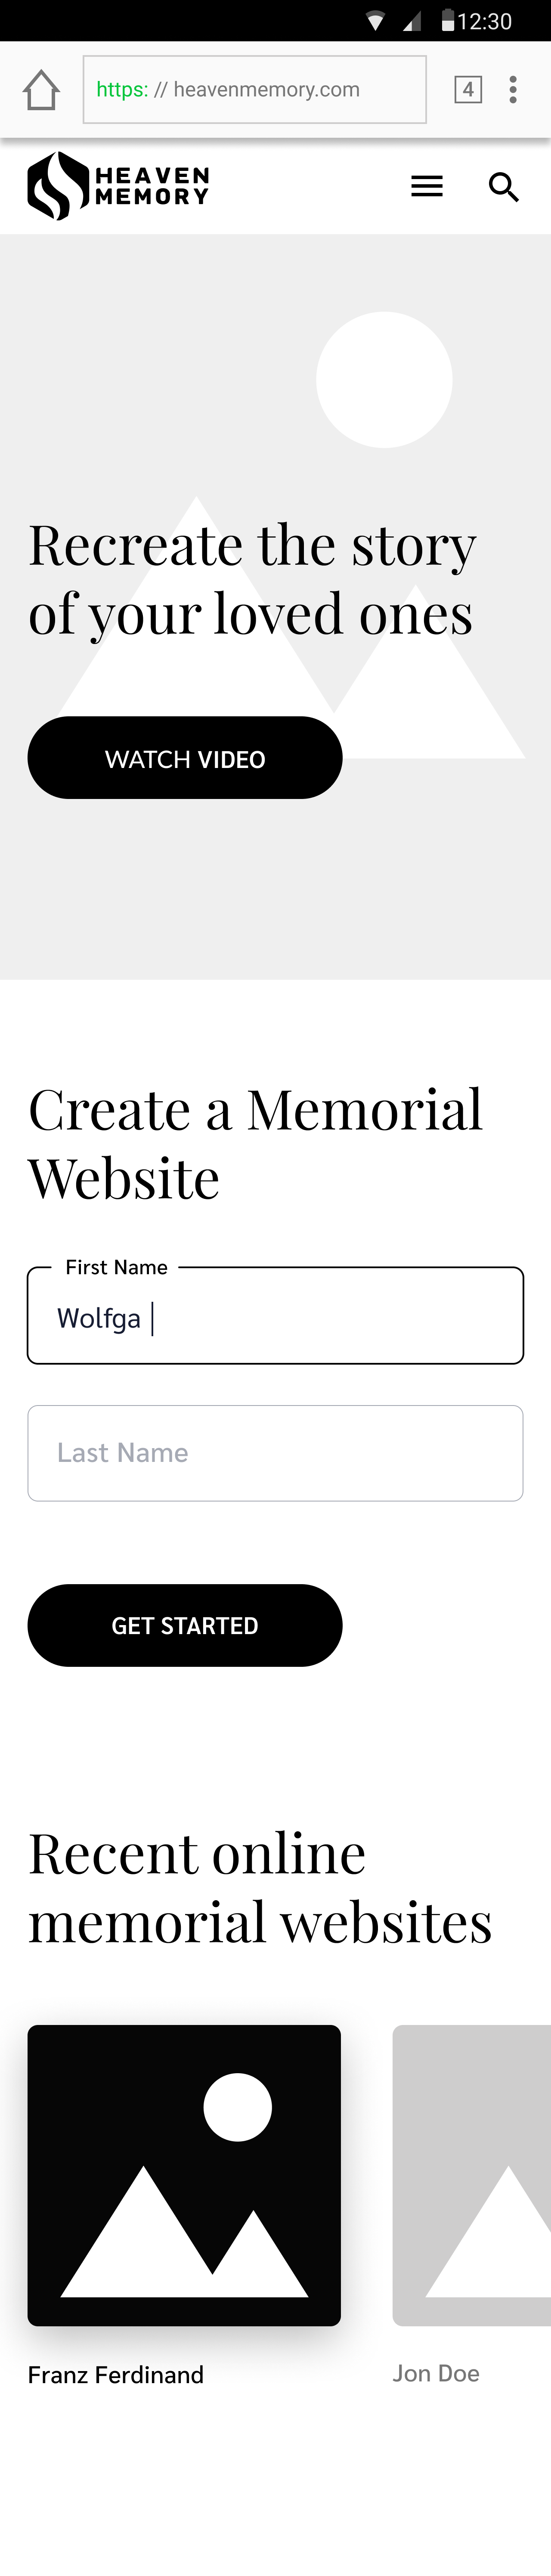 12:30
https: // heavenmemory.com
4
HEAVEN
MEMORY
Recreate the story
of your loved ones
WATCH VIDEO
Create a Memorial
Website
First Name
Wolfga
Last Name
GET STARTED
Recent online
memorial websites
Franz Ferdinand
Jon Doe